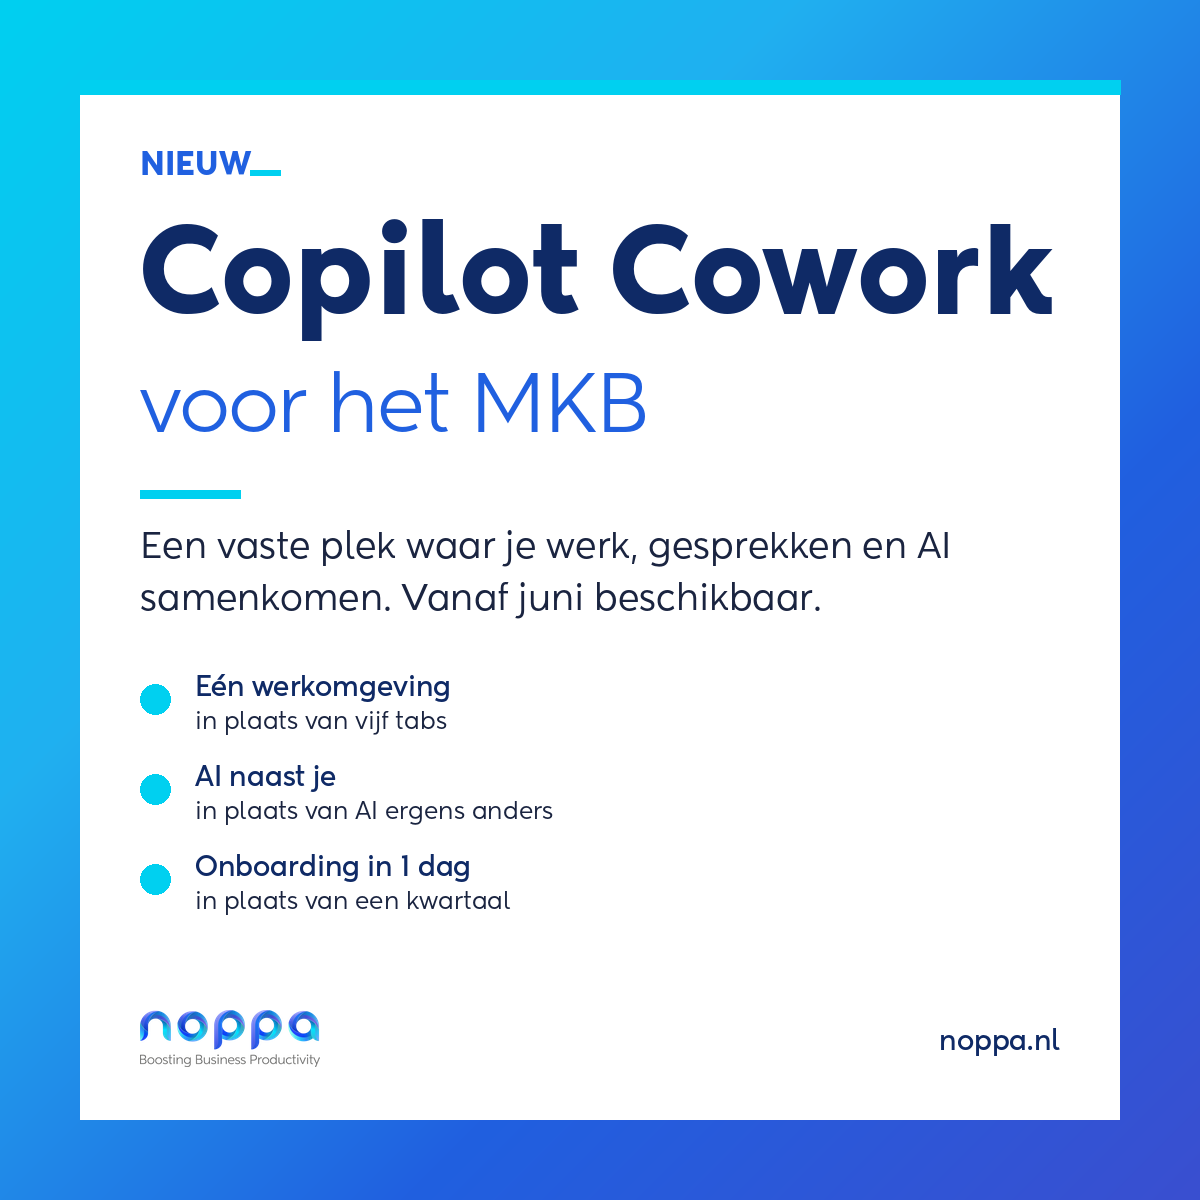 NIEUW_
Copilot Cowork
voor het MKB
Een vaste plek waar je werk, gesprekken en AI
samenkomen. Vanaf juni beschikbaar.
Eén werkomgeving
in plaats van vijf tabs
AI naast je
in plaats van AI ergens anders
Onboarding in 1 dag
in plaats van een kwartaal
noppa
Boosting Business Productivity
noppa.nl